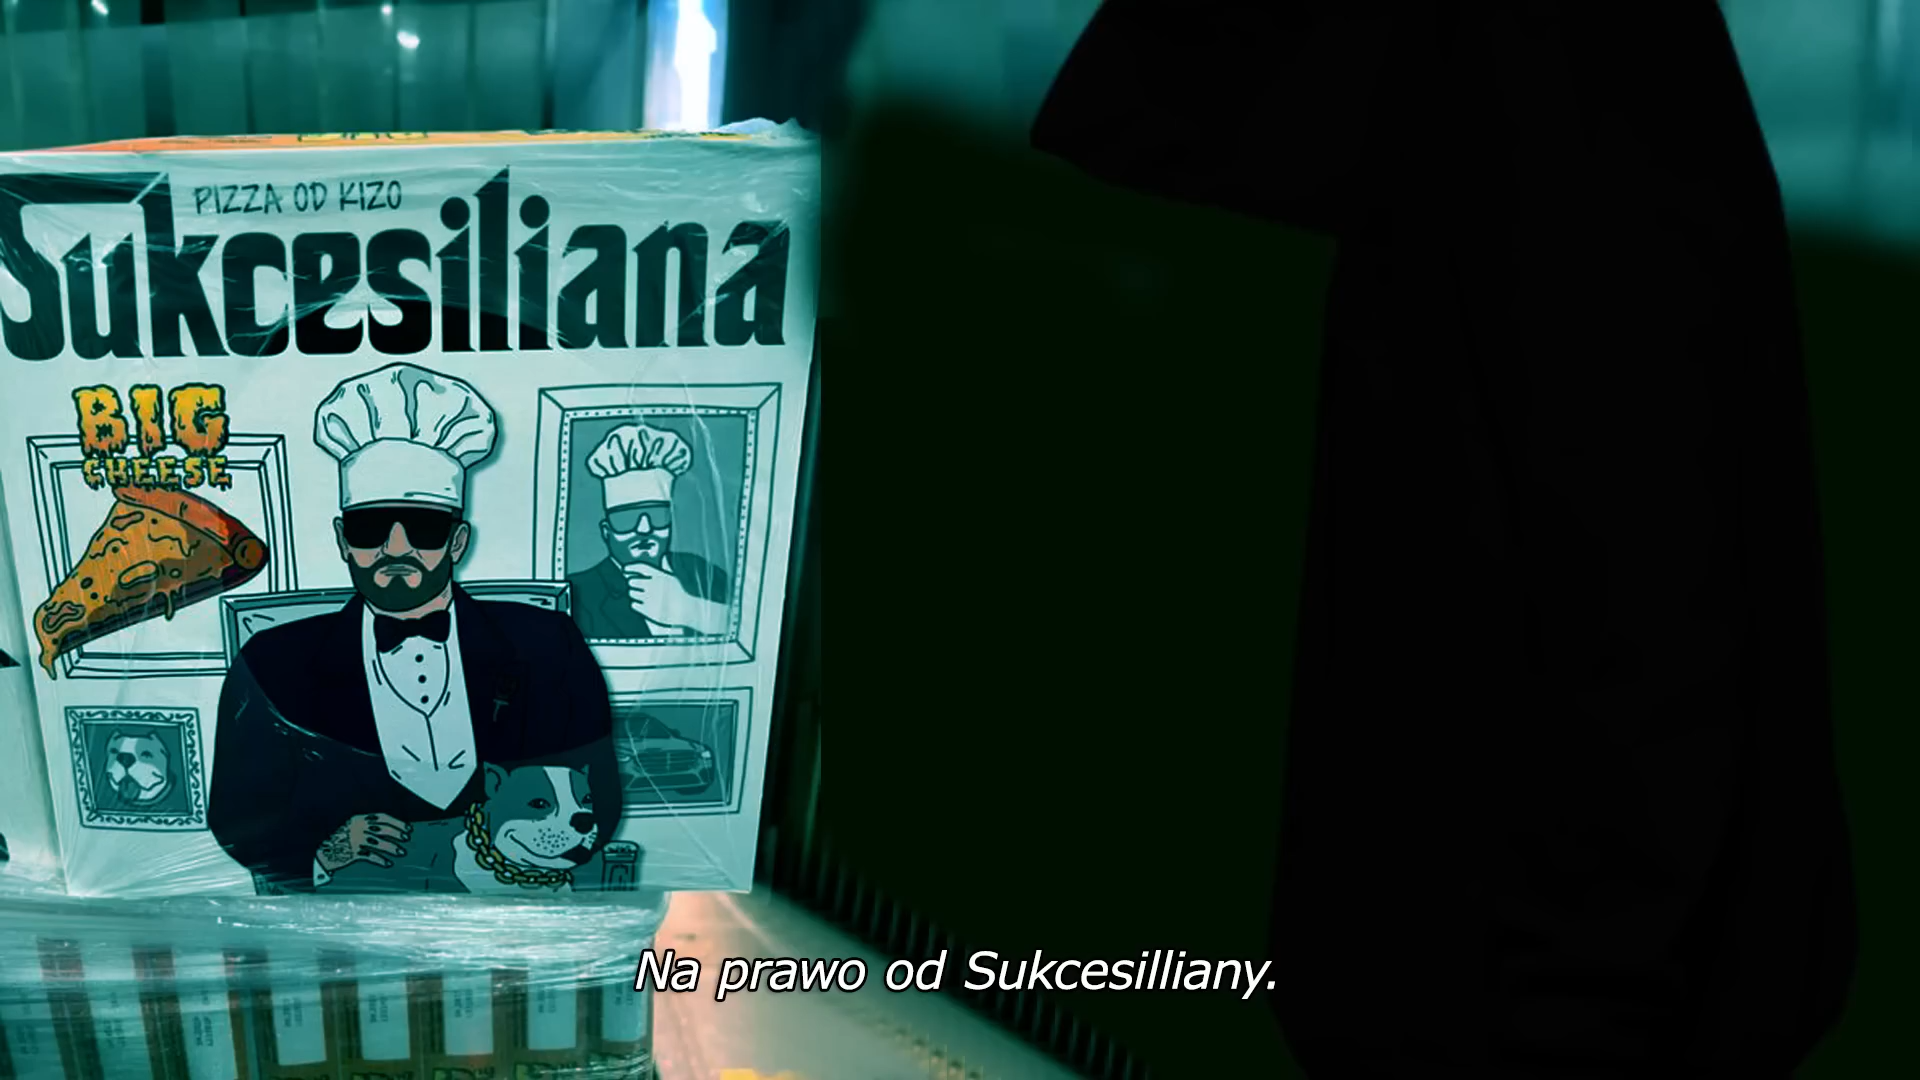 PIZZA OD KIZO
Sukcesiliana
BIG
CHEESE
Na prawo od Sukcesilliany.